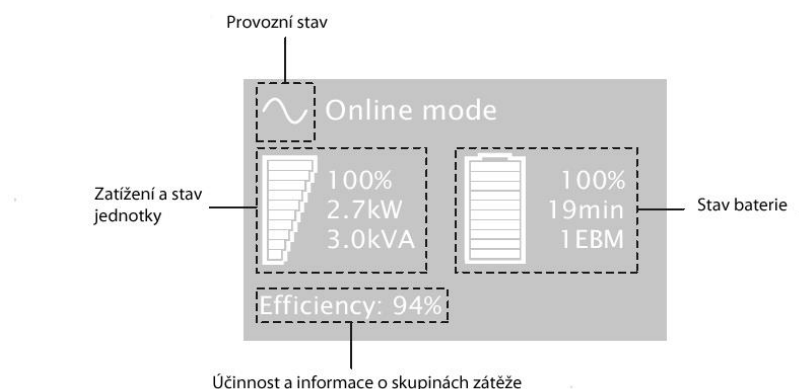 Provozní stav
Online mode
Zatížení a stav
jednotky
100%
2.7kW
3.0kVA
100%
19min
1EBM
Stav baterie
Efficiency: 94%
Účinnost a informace o skupinách zátěže